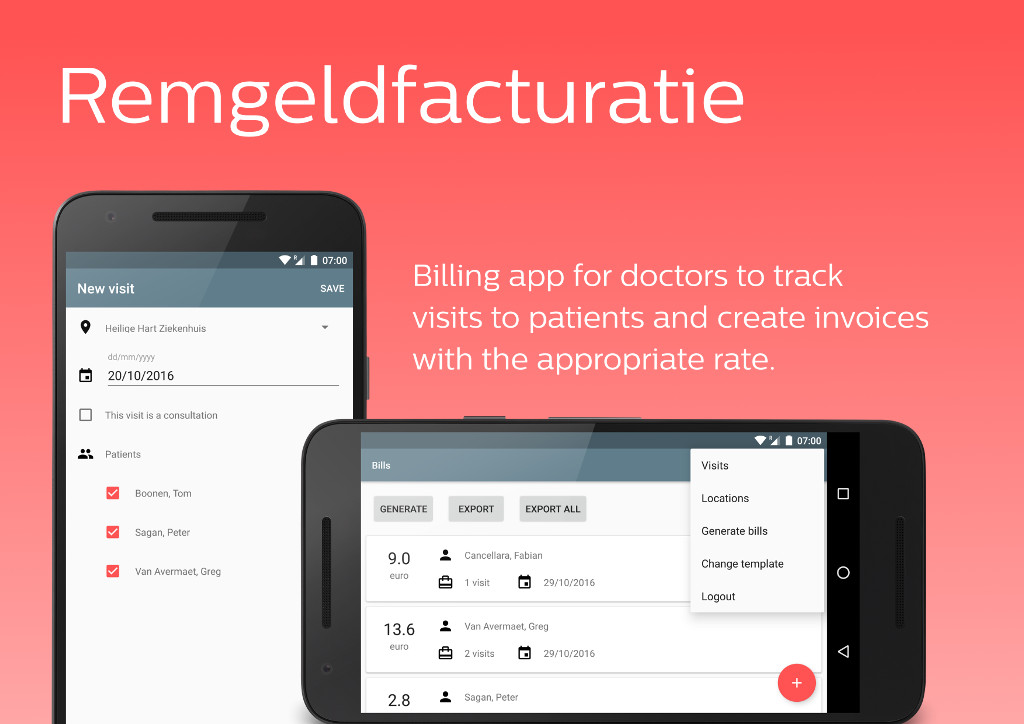 Remgeldfacturatie
Billing app for doctors to track
visits to patients and create invoices
with the appropriate rate.
07:00
New visit
SAVE
Heilige Hart Ziekenhuis
dd/mm/yyyy
20/10/2016
This visit is a consultation
Patients
Boonen, Tom
Sagan, Peter
Van Avermaet, Greg
07:00
Bills
Visits
Locations
Generate bills
Change template
Logout
GENERATE
EXPORT
EXPORT ALL
9.0
euro
Cancellara, Fabian
1 visit
29/10/2016
13.6
euro
Van Avermaet, Greg
2 visits
29/10/2016
2.8
Sagan, Peter